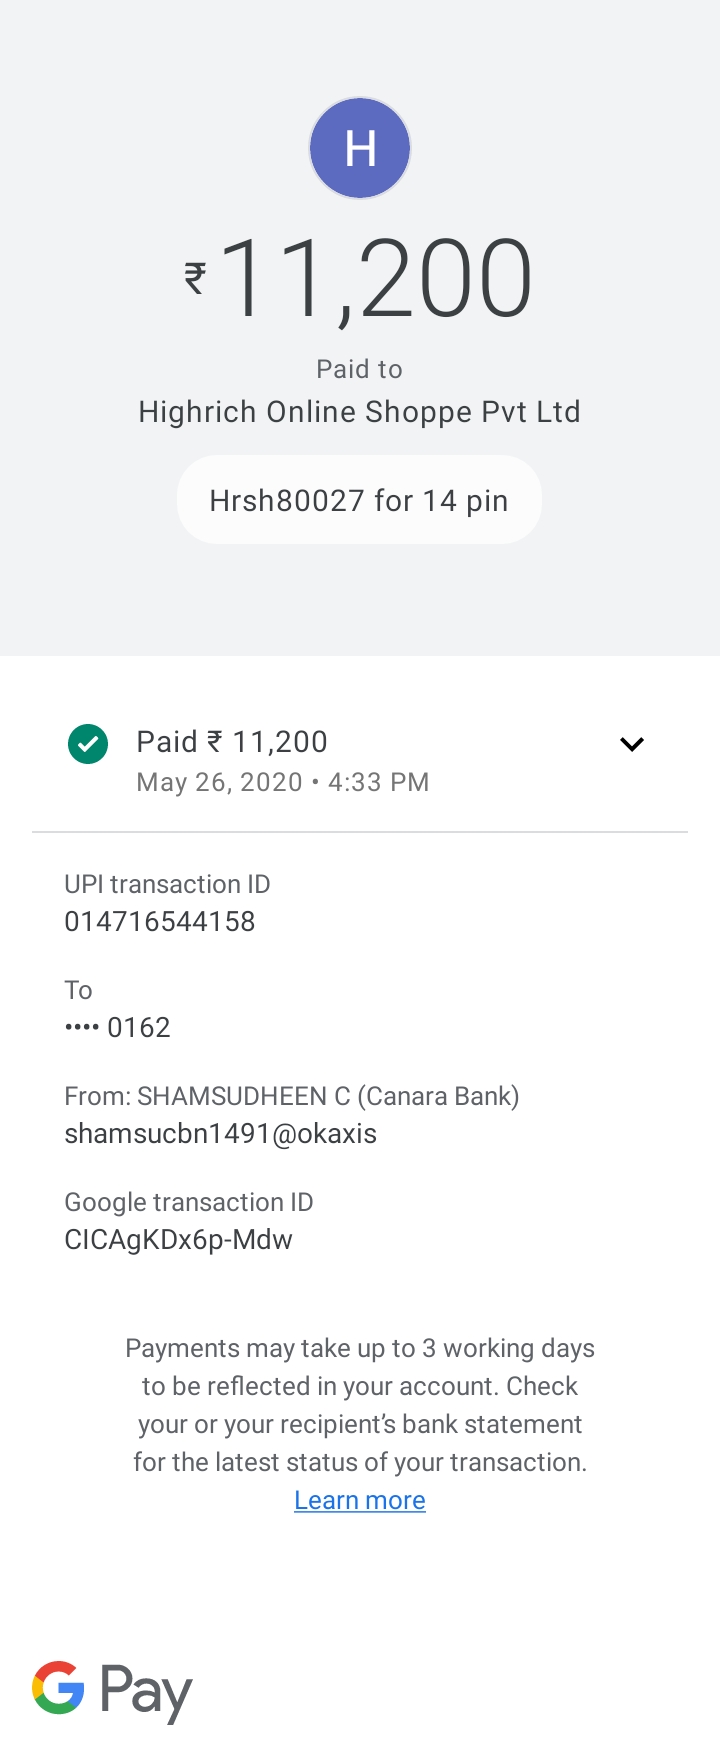 H
₹11,200
Paid to
Highrich Online Shoppe Pvt Ltd
Hrsh80027 for 14 pin
Paid ₹ 11,200
May 26, 2020 • 4:33 PM
UPI transaction ID
014716544158
To
•••• 0162
From: SHAMSUDHEEN C (Canara Bank)
shamsucbn1491@okaxis
Google transaction ID
CICAgKDx6p-Mdw
Payments may take up to 3 working days
to be reflected in your account. Check
your or your recipient’s bank statement
for the latest status of your transaction.
Learn more
G Pay